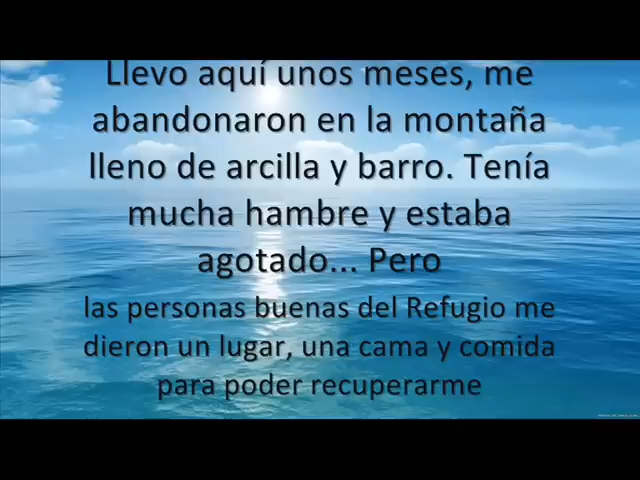 Llevo aquí unos meses, me
abandonaron en la montaña
lleno de arcilla y barro. Tenía
mucha hambre y estaba
agotado... Pero
las personas buenas del Refugio me
dieron un lugar, una cama y comida
para poder recuperarme